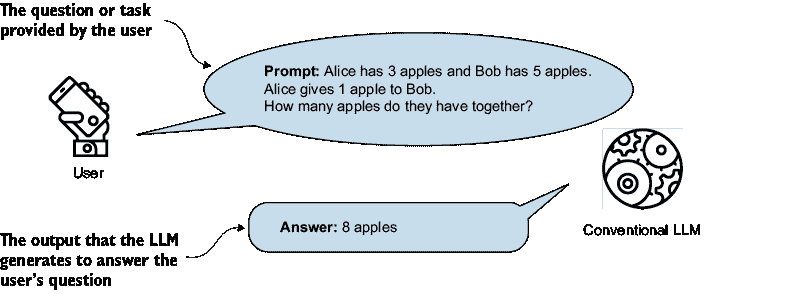 The question or task
provided by the user
Prompt: Alice has 3 apples and Bob has 5 apples.
Alice gives 1 apple to Bob.
How many apples do they have together?
User
Answer: 8 apples
Conventional LLM
The output that the LLM
generates to answer the
user's question